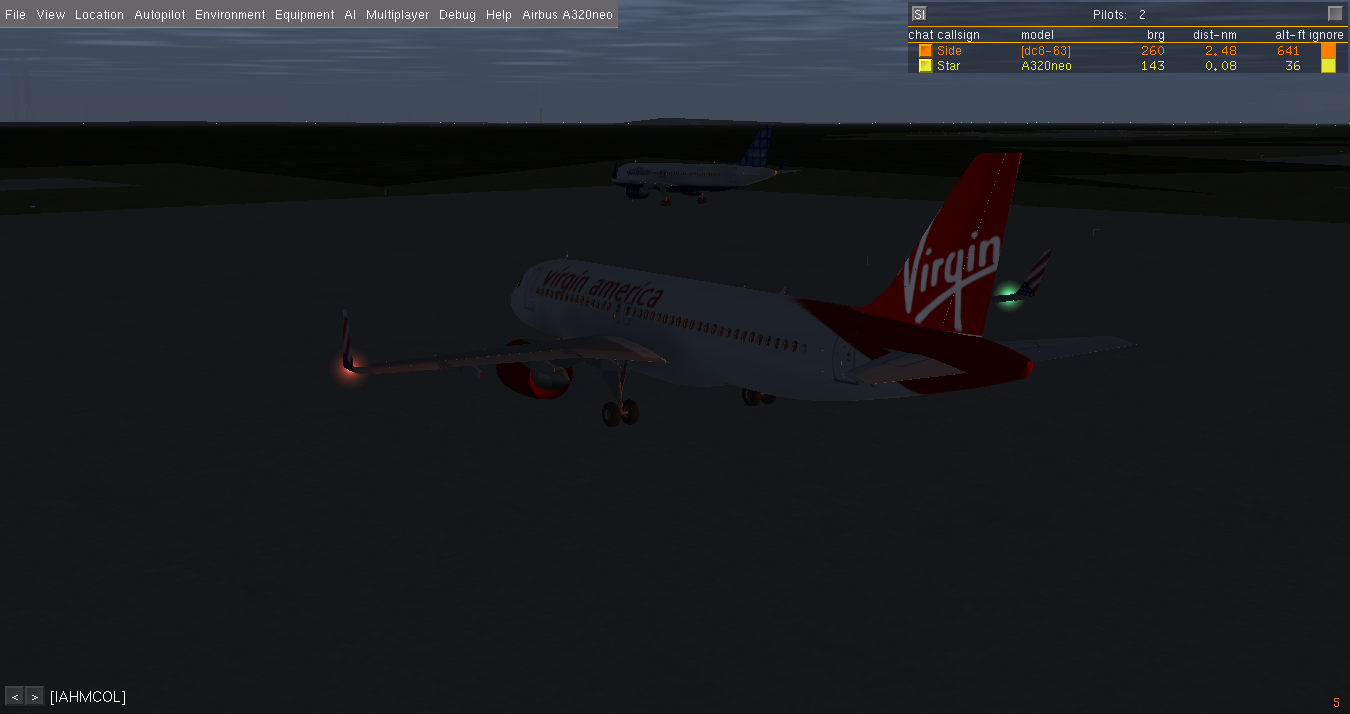 File View Location Autopilot Environment Equipment AI Multiplayer Debug Help Airbus A320neo
SI Pilots: 2
chat callsign model brg dist-nm alt-ft ignore
Side [dc8-63] 260 2.48 641
Star A320neo 143 0.08 36
Virgin
virgin america
< > [IAHMCOL]
5